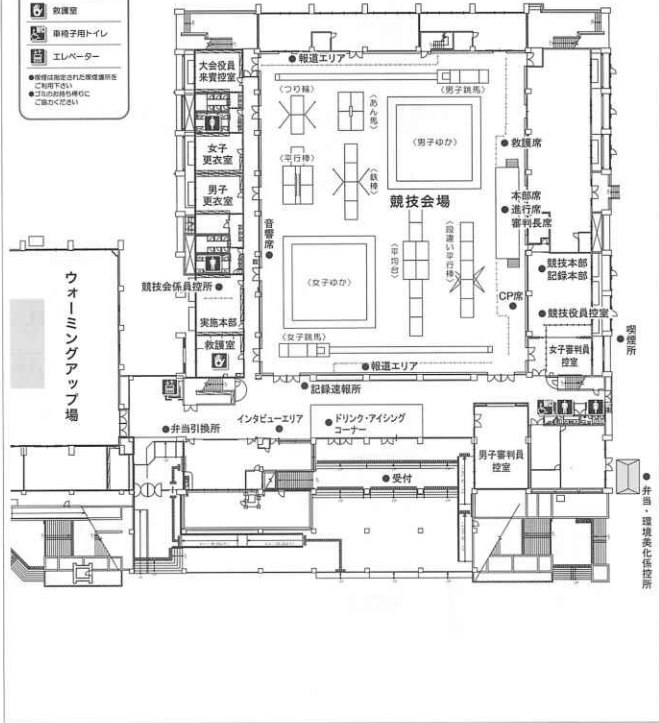 救護室
車椅子用トイレ
エレベーター
●喫煙は指定された喫煙場所を
ご利用下さい
●ゴミのお持ち帰りに
ご協力ください
大会役員
来賓控室
●報道エリア
〈つり輪〉
〈あん馬〉
〈男子跳馬〉
〈男子ゆか〉
女子
更衣室
〈平行棒〉
〈鉄棒〉
●救護席
男子
更衣室
競技会場
本部席
●進行席
審判長席
音響席
●
〈女子ゆか〉
〈平均台〉
〈段違い平行棒〉
●競技本部
記録本部
競技会係員控所●
CP席
●
●競技役員控室
実施本部
〈女子跳馬〉
女子審判員
控室
喫煙所
●
救護室
●報道エリア
●記録速報所
ウォーミングアップ場
●弁当引換所
インタビューエリア
●
●ドリンク・アイシング
コーナー
男子審判員
控室
●受付
●弁当・環境美化係控所